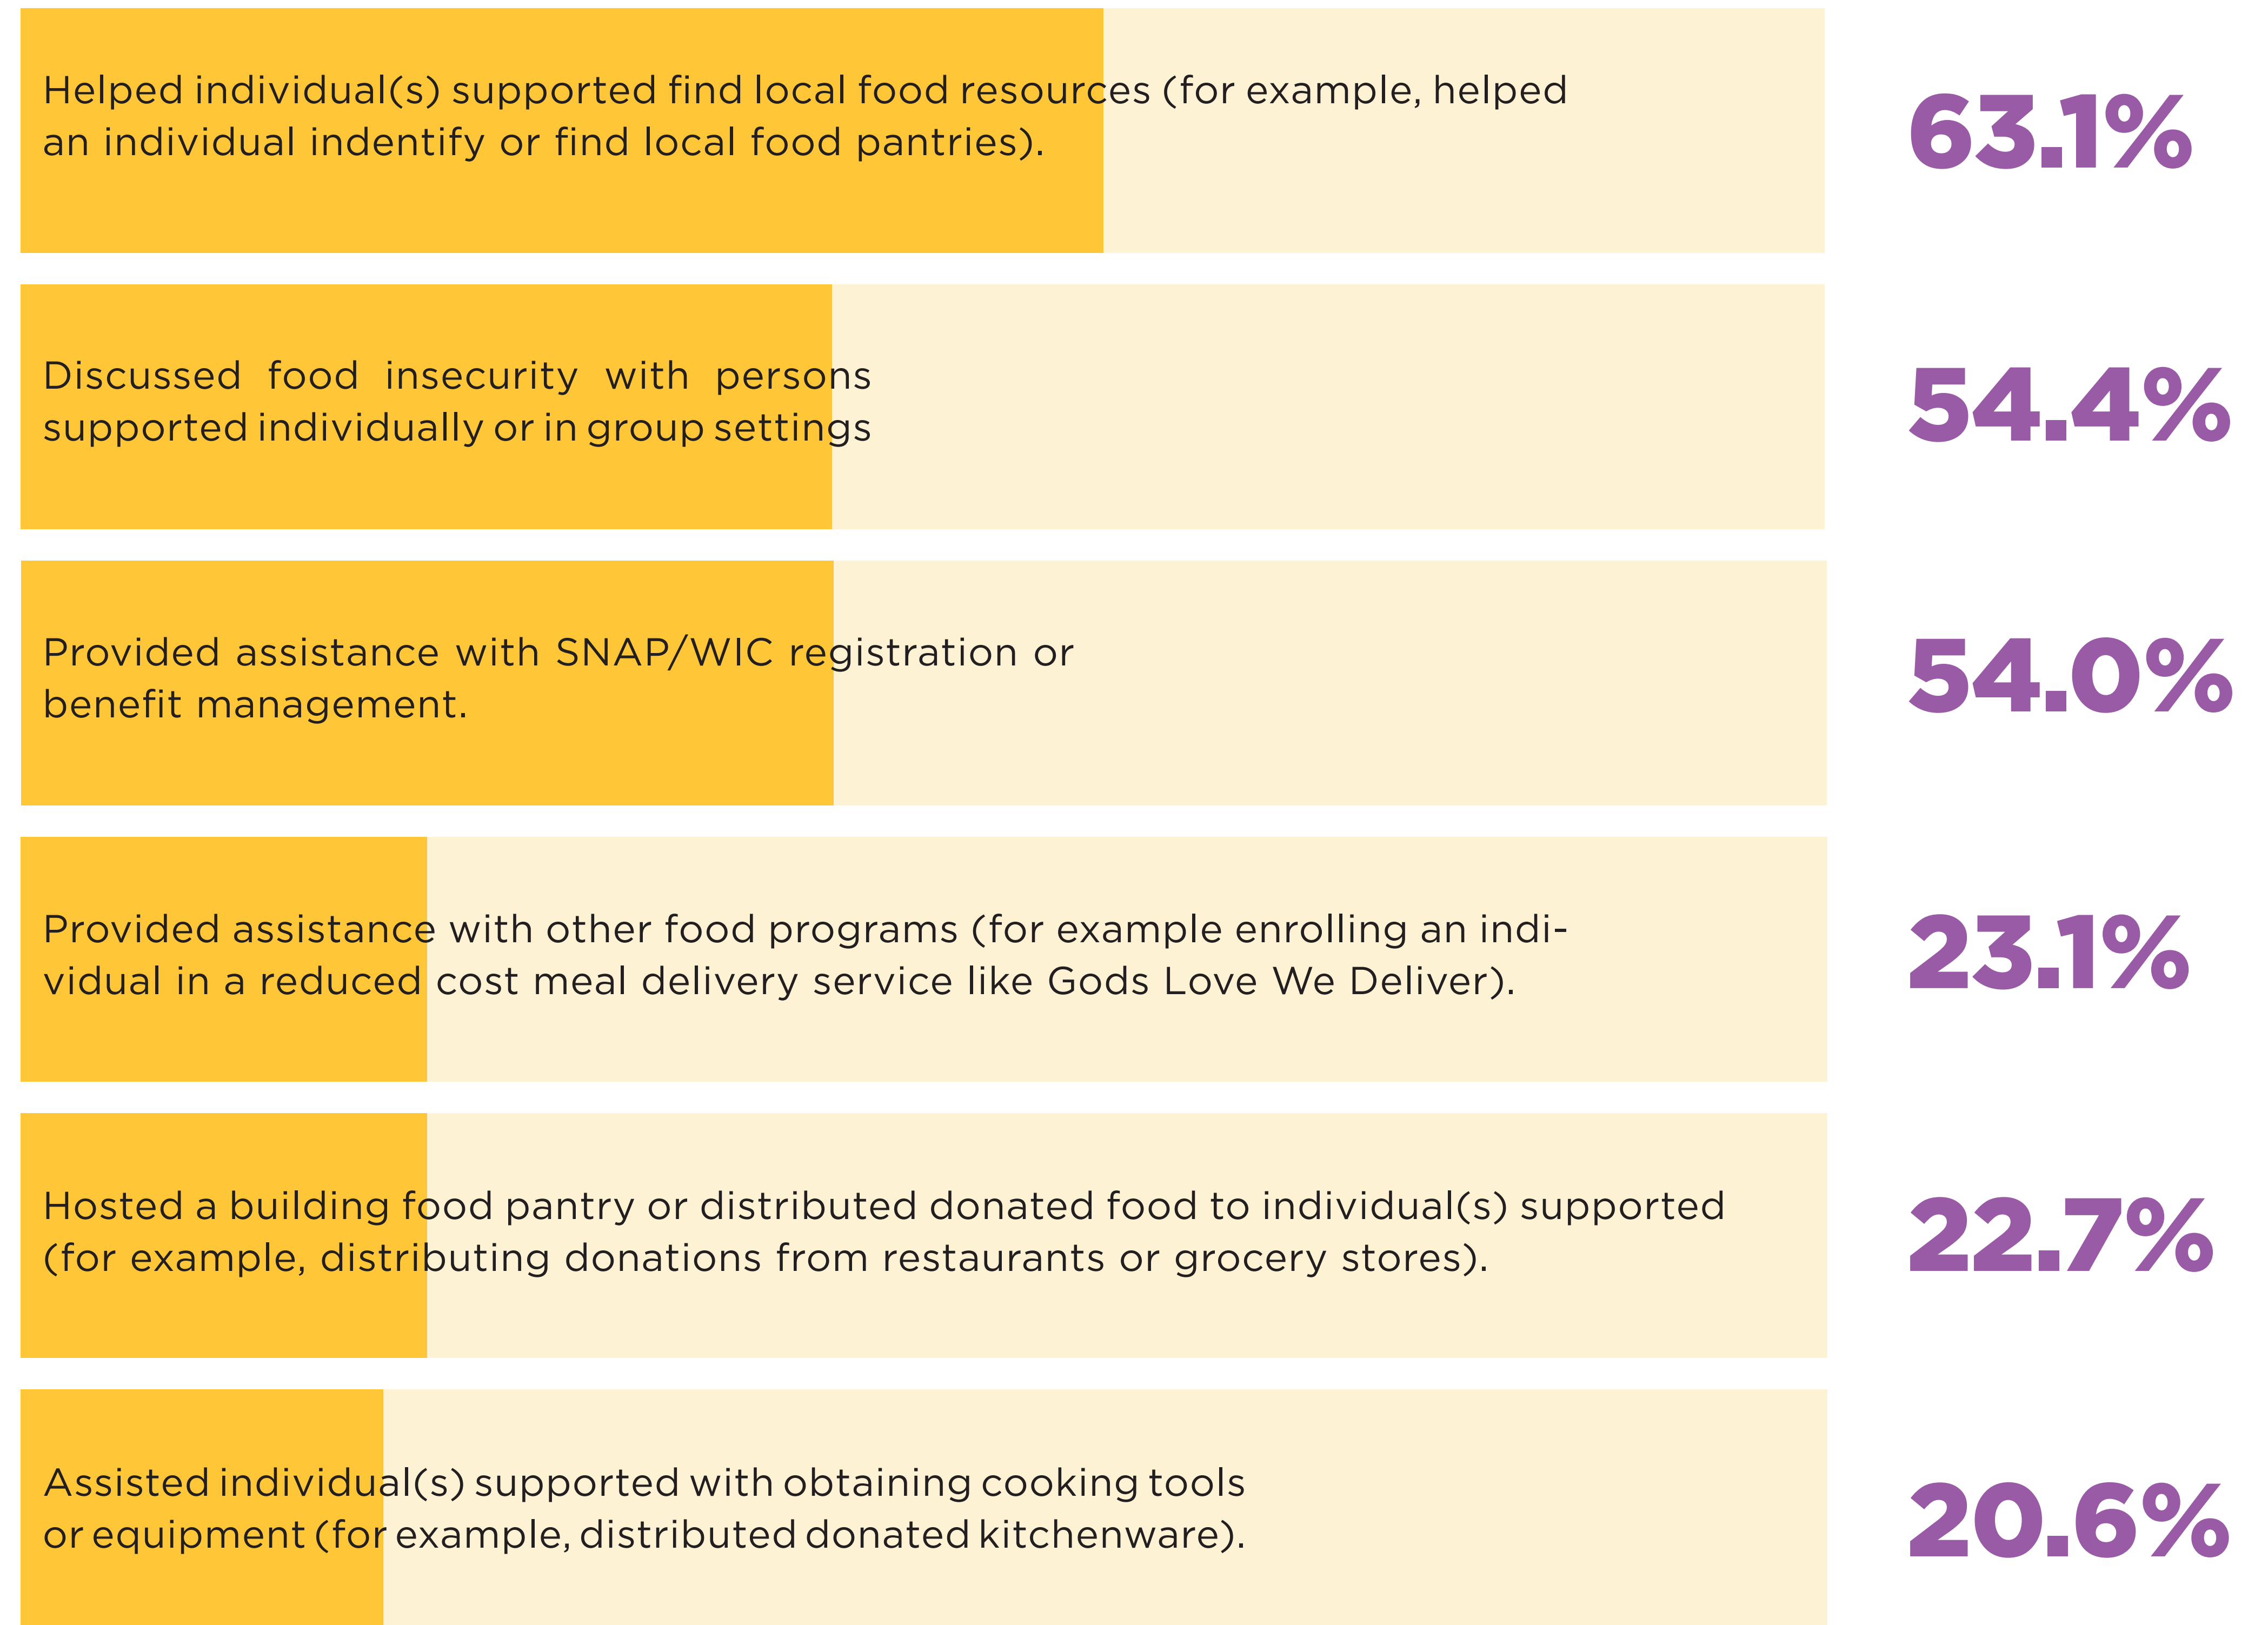 Helped individual(s) supported find local food resources (for example, helped
an individual indentify or find local food pantries).
63.1%
Discussed food insecurity with persons
supported individually or in group settings
54.4%
Provided assistance with SNAP/WIC registration or
benefit management.
54.0%
Provided assistance with other food programs (for example enrolling an indi-
vidual in a reduced cost meal delivery service like Gods Love We Deliver).
23.1%
Hosted a building food pantry or distributed donated food to individual(s) supported
(for example, distributing donations from restaurants or grocery stores).
22.7%
Assisted individual(s) supported with obtaining cooking tools
or equipment (for example, distributed donated kitchenware).
20.6%